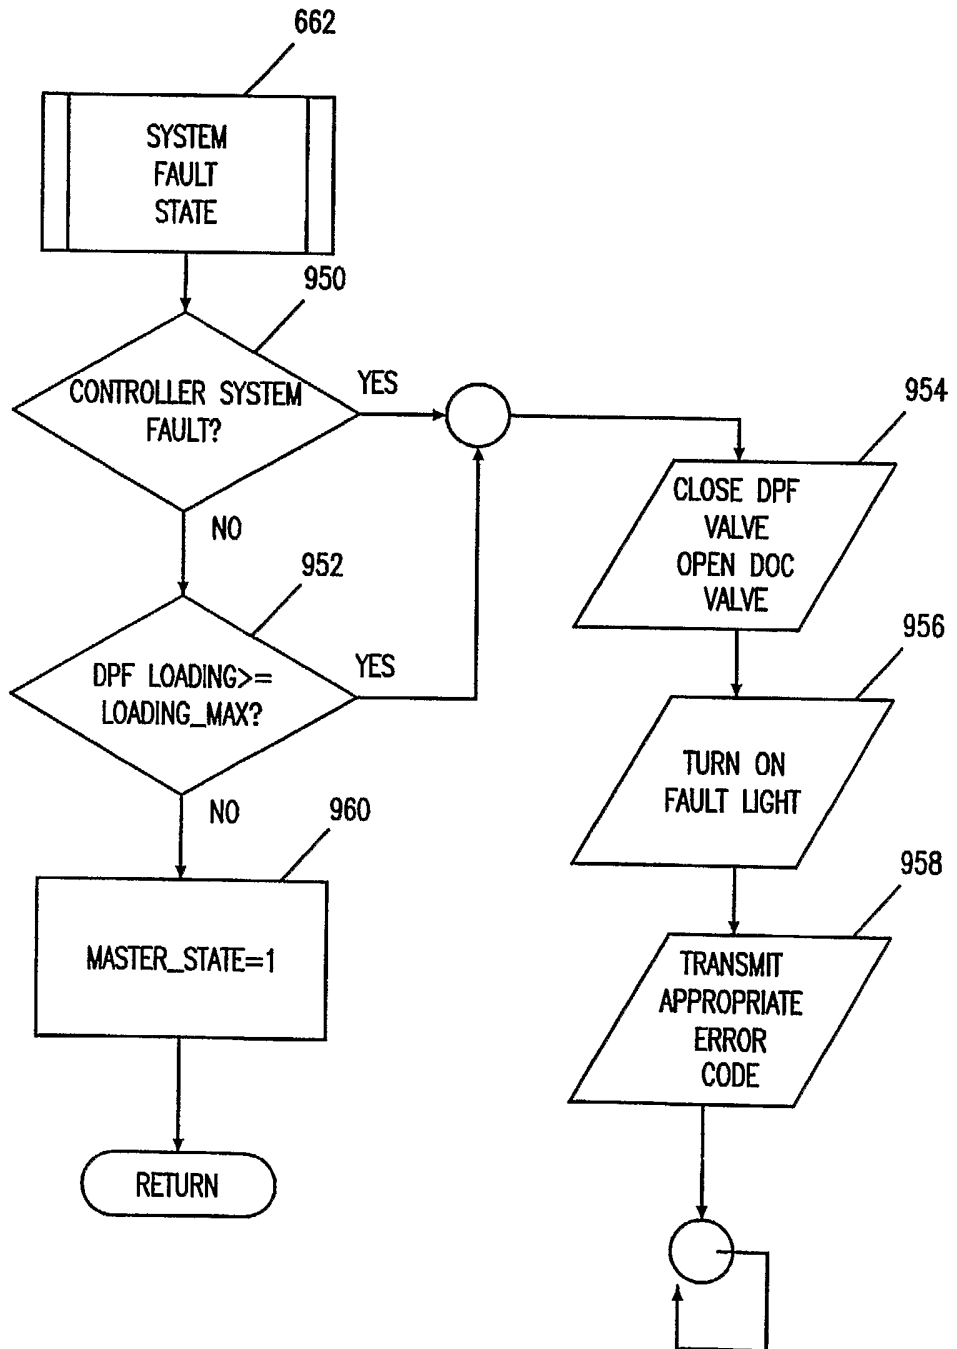 662
SYSTEM
FAULT
STATE
950
CONTROLLER SYSTEM
FAULT?
YES
NO
952
DPF LOADING>=
LOADING_MAX?
YES
NO
960
MASTER_STATE=1
RETURN
954
CLOSE DPF
VALVE
OPEN DOC
VALVE
956
TURN ON
FAULT LIGHT
958
TRANSMIT
APPROPRIATE
ERROR
CODE